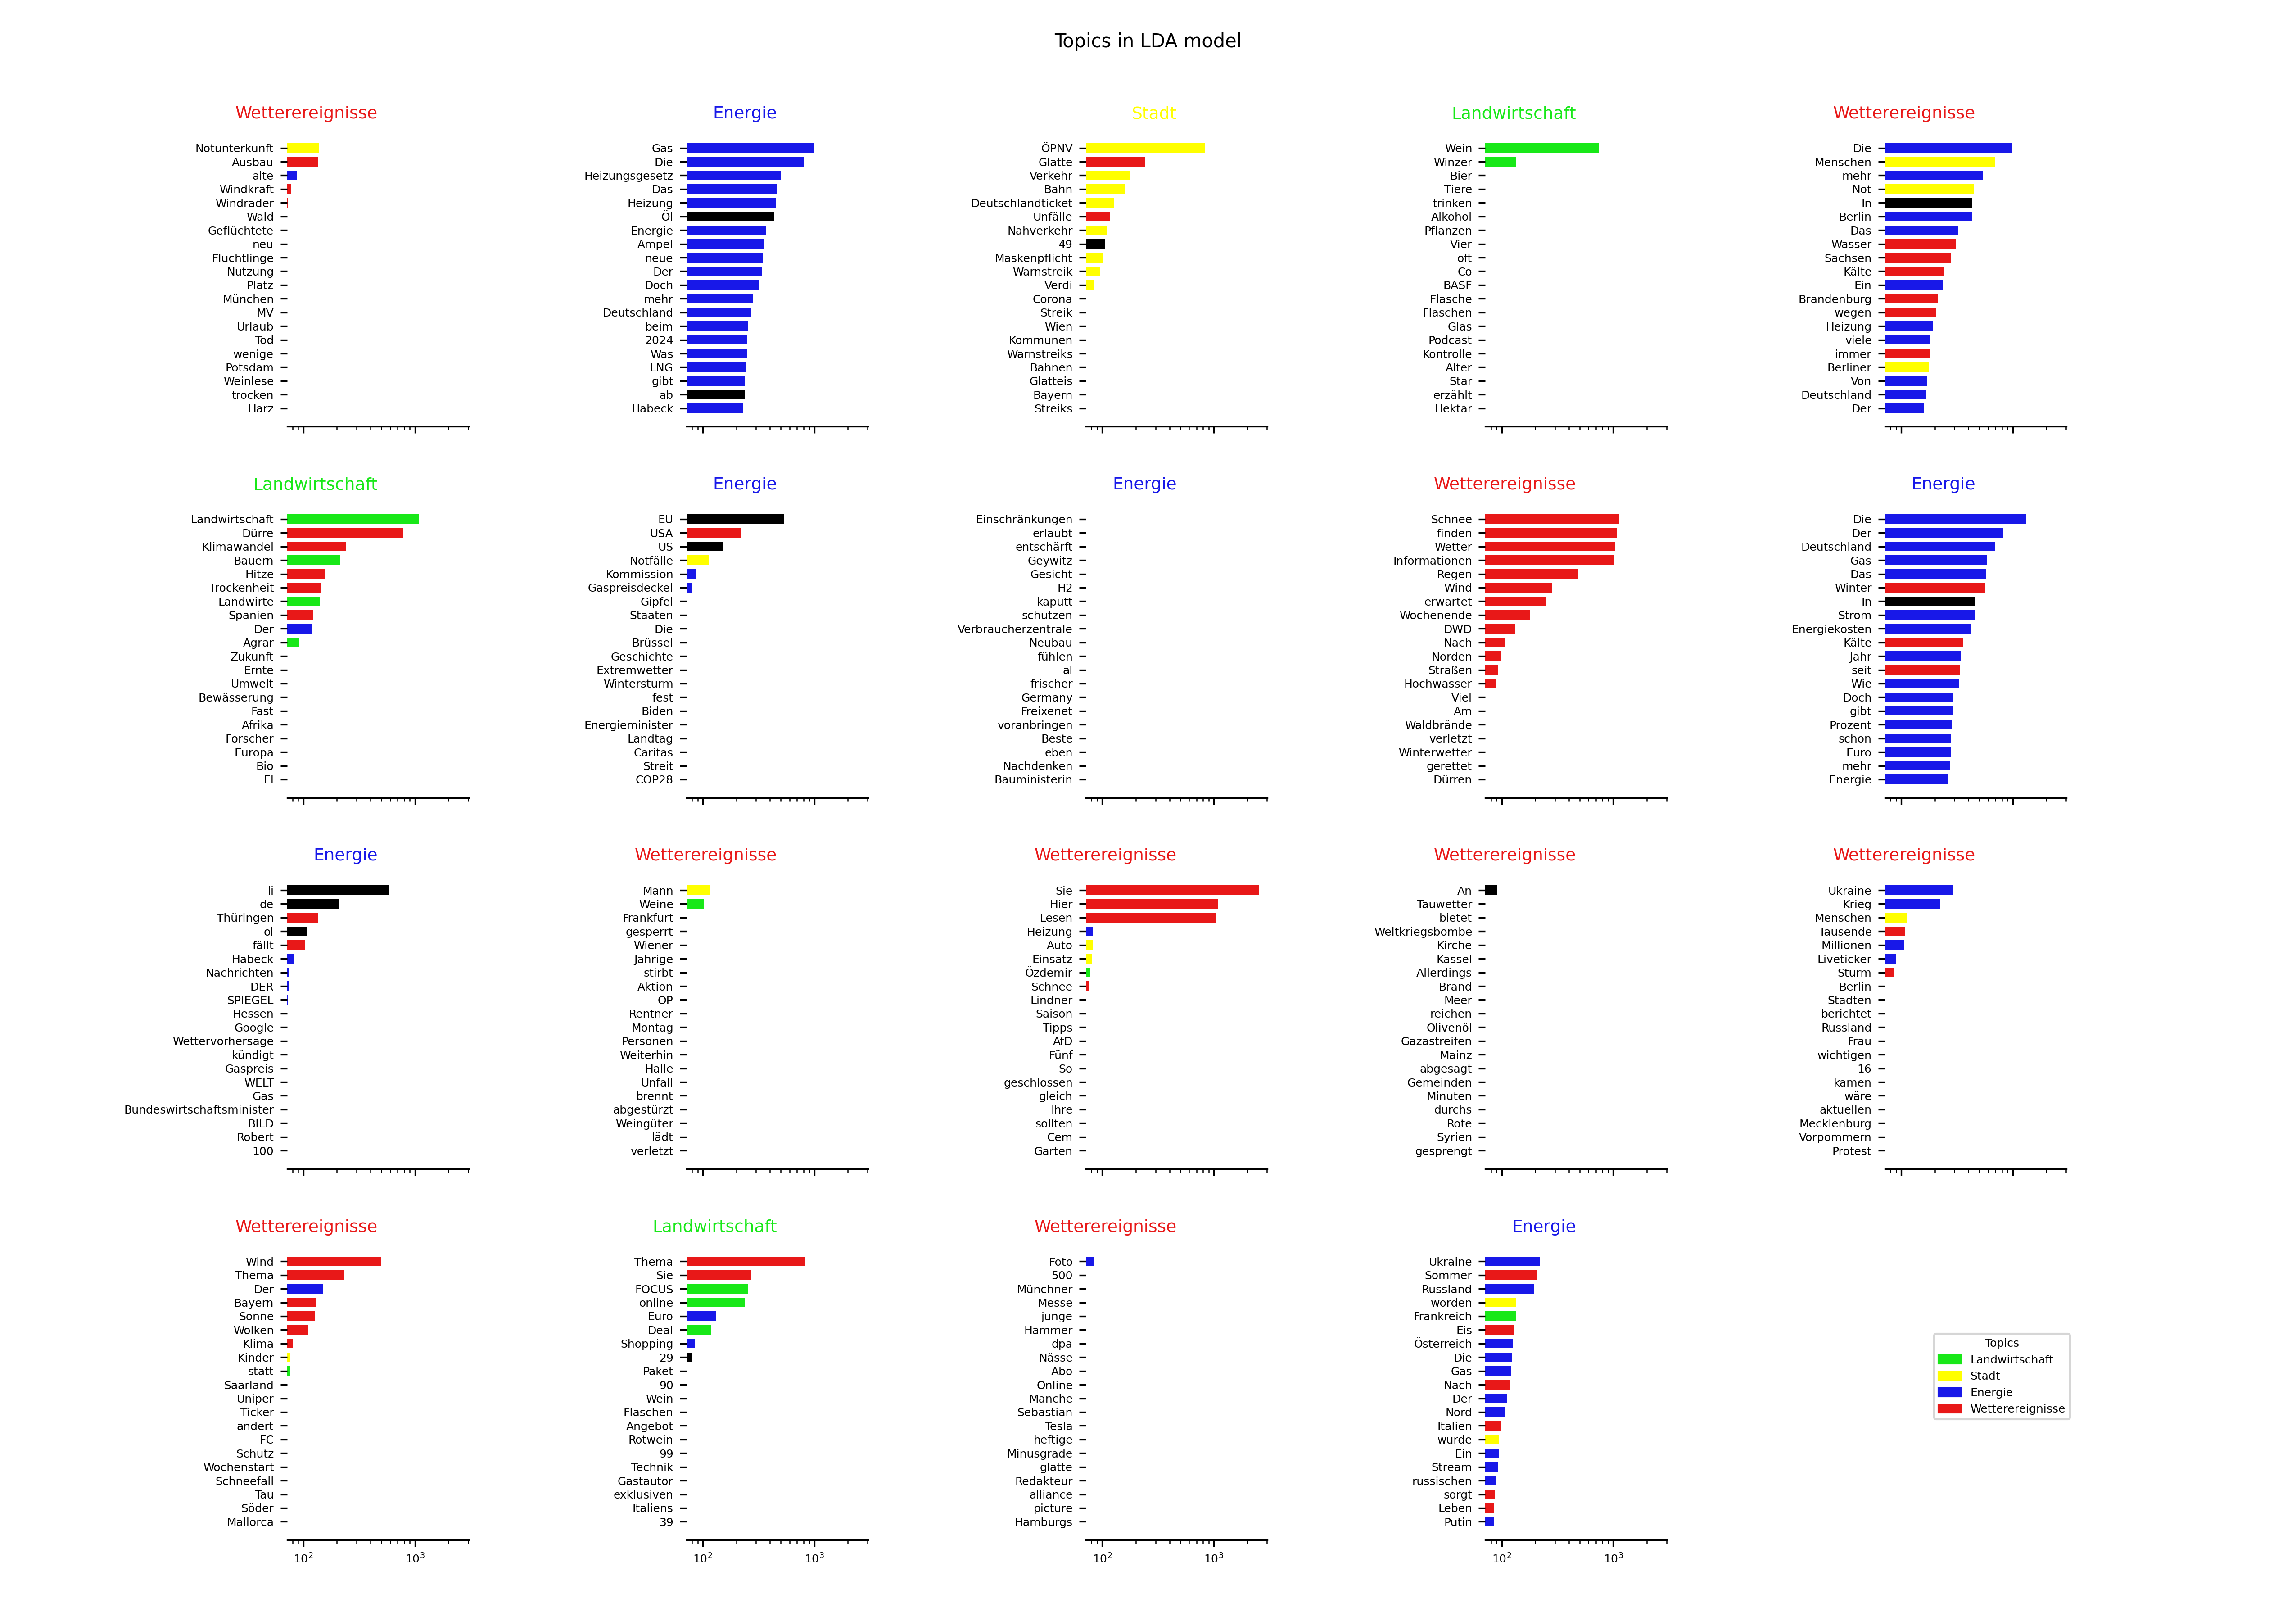 Topics in LDA model
Wetterereignisse
Notunterkunft
Ausbau
alte
Windkraft
Windräder
Wald
Geflüchtete
neu
Flüchtlinge
Nutzung
Platz
München
MV
Urlaub
Tod
wenige
Potsdam
Weinlese
trocken
Harz
Energie
Gas
Die
Heizungsgesetz
Das
Heizung
Öl
Energie
Ampel
neue
Der
Doch
mehr
Deutschland
beim
2024
Was
LNG
gibt
ab
Habeck
Stadt
ÖPNV
Glätte
Verkehr
Bahn
Deutschlandticket
Unfälle
Nahverkehr
49
Maskenpflicht
Warnstreik
Verdi
Corona
Streik
Wien
Kommunen
Warnstreiks
Bahnen
Glatteis
Bayern
Streiks
Landwirtschaft
Wein
Winzer
Bier
Tiere
trinken
Alkohol
Pflanzen
Vier
oft
Co
BASF
Flasche
Flaschen
Glas
Podcast
Kontrolle
Alter
Star
erzählt
Hektar
Wetterereignisse
Die
Menschen
mehr
Not
In
Berlin
Das
Wasser
Sachsen
Kälte
Ein
Brandenburg
wegen
Heizung
viele
immer
Berliner
Von
Deutschland
Der
Landwirtschaft
Landwirtschaft
Dürre
Klimawandel
Bauern
Hitze
Trockenheit
Landwirte
Spanien
Der
Agrar
Zukunft
Ernte
Umwelt
Bewässerung
Fast
Afrika
Forscher
Europa
Bio
El
Energie
EU
USA
US
Notfälle
Kommission
Gaspreisdeckel
Gipfel
Staaten
Die
Brüssel
Geschichte
Extremwetter
Wintersturm
fest
Biden
Energieminister
Landtag
Caritas
Streit
COP28
Energie
Einschränkungen
erlaubt
entschärft
Geywitz
Gesicht
H2
kaputt
schützen
Verbraucherzentrale
Neubau
fühlen
al
frischer
Germany
Freixenet
voranbringen
Beste
eben
Nachdenken
Bauministerin
Wetterereignisse
Schnee
finden
Wetter
Informationen
Regen
Wind
erwartet
Wochenende
DWD
Nach
Norden
Straßen
Hochwasser
Viel
Am
Waldbrände
verletzt
Winterwetter
gerettet
Dürren
Energie
Die
Der
Deutschland
Gas
Das
Winter
In
Strom
Energiekosten
Kälte
Jahr
seit
Wie
Doch
gibt
Prozent
schon
Euro
mehr
Energie
Energie
li
de
Thüringen
ol
fällt
Habeck
Nachrichten
DER
SPIEGEL
Hessen
Google
Wettervorhersage
kündigt
Gaspreis
WELT
Gas
Bundeswirtschaftsminister
BILD
Robert
100
Wetterereignisse
Mann
Weine
Frankfurt
gesperrt
Wiener
Jährige
stirbt
Aktion
OP
Rentner
Montag
Personen
Weiterhin
Halle
Unfall
brennt
abgestürzt
Weingüter
lädt
verletzt
Wetterereignisse
Sie
Hier
Lesen
Heizung
Auto
Einsatz
Özdemir
Schnee
Lindner
Saison
Tipps
AfD
Fünf
So
geschlossen
gleich
Ihre
sollten
Cem
Garten
Wetterereignisse
An
Tauwetter
bietet
Weltkriegsbombe
Kirche
Kassel
Allerdings
Brand
Meer
reichen
Olivenöl
Gazastreifen
Mainz
abgesagt
Gemeinden
Minuten
durchs
Rote
Syrien
gesprengt
Wetterereignisse
Ukraine
Krieg
Menschen
Tausende
Millionen
Liveticker
Sturm
Berlin
Städten
berichtet
Russland
Frau
wichtigen
16
kamen
wäre
aktuellen
Mecklenburg
Vorpommern
Protest
Wetterereignisse
Wind
Thema
Der
Bayern
Sonne
Wolken
Klima
Kinder
statt
Saarland
Uniper
Ticker
ändert
FC
Schutz
Wochenstart
Schneefall
Tau
Söder
Mallorca
10² 10³
Landwirtschaft
Thema
Sie
FOCUS
online
Euro
Deal
Shopping
29
Paket
90
Wein
Flaschen
Angebot
Rotwein
99
Technik
Gastautor
exklusiven
Italiens
39
10² 10³
Wetterereignisse
Foto
500
Münchner
Messe
junge
Hammer
dpa
Nässe
Abo
Online
Manche
Sebastian
Tesla
heftige
Minusgrade
glatte
Redakteur
alliance
picture
Hamburgs
10² 10³
Energie
Ukraine
Sommer
Russland
worden
Frankreich
Eis
Österreich
Die
Gas
Nach
Der
Nord
Italien
wurde
Ein
Stream
russischen
sorgt
Leben
Putin
10² 10³
Topics
Landwirtschaft
Stadt
Energie
Wetterereignisse